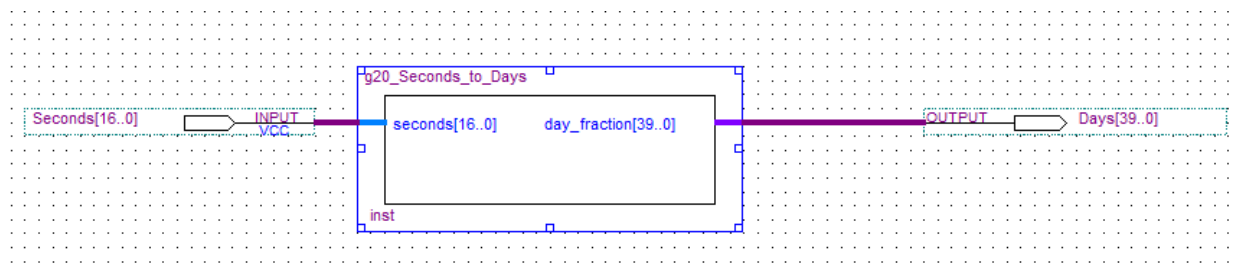 g20_Seconds_to_Days
Seconds[16..0] INPUT VCC
seconds[16..0] day_fraction[39..0]
OUTPUT Days[39..0]
inst